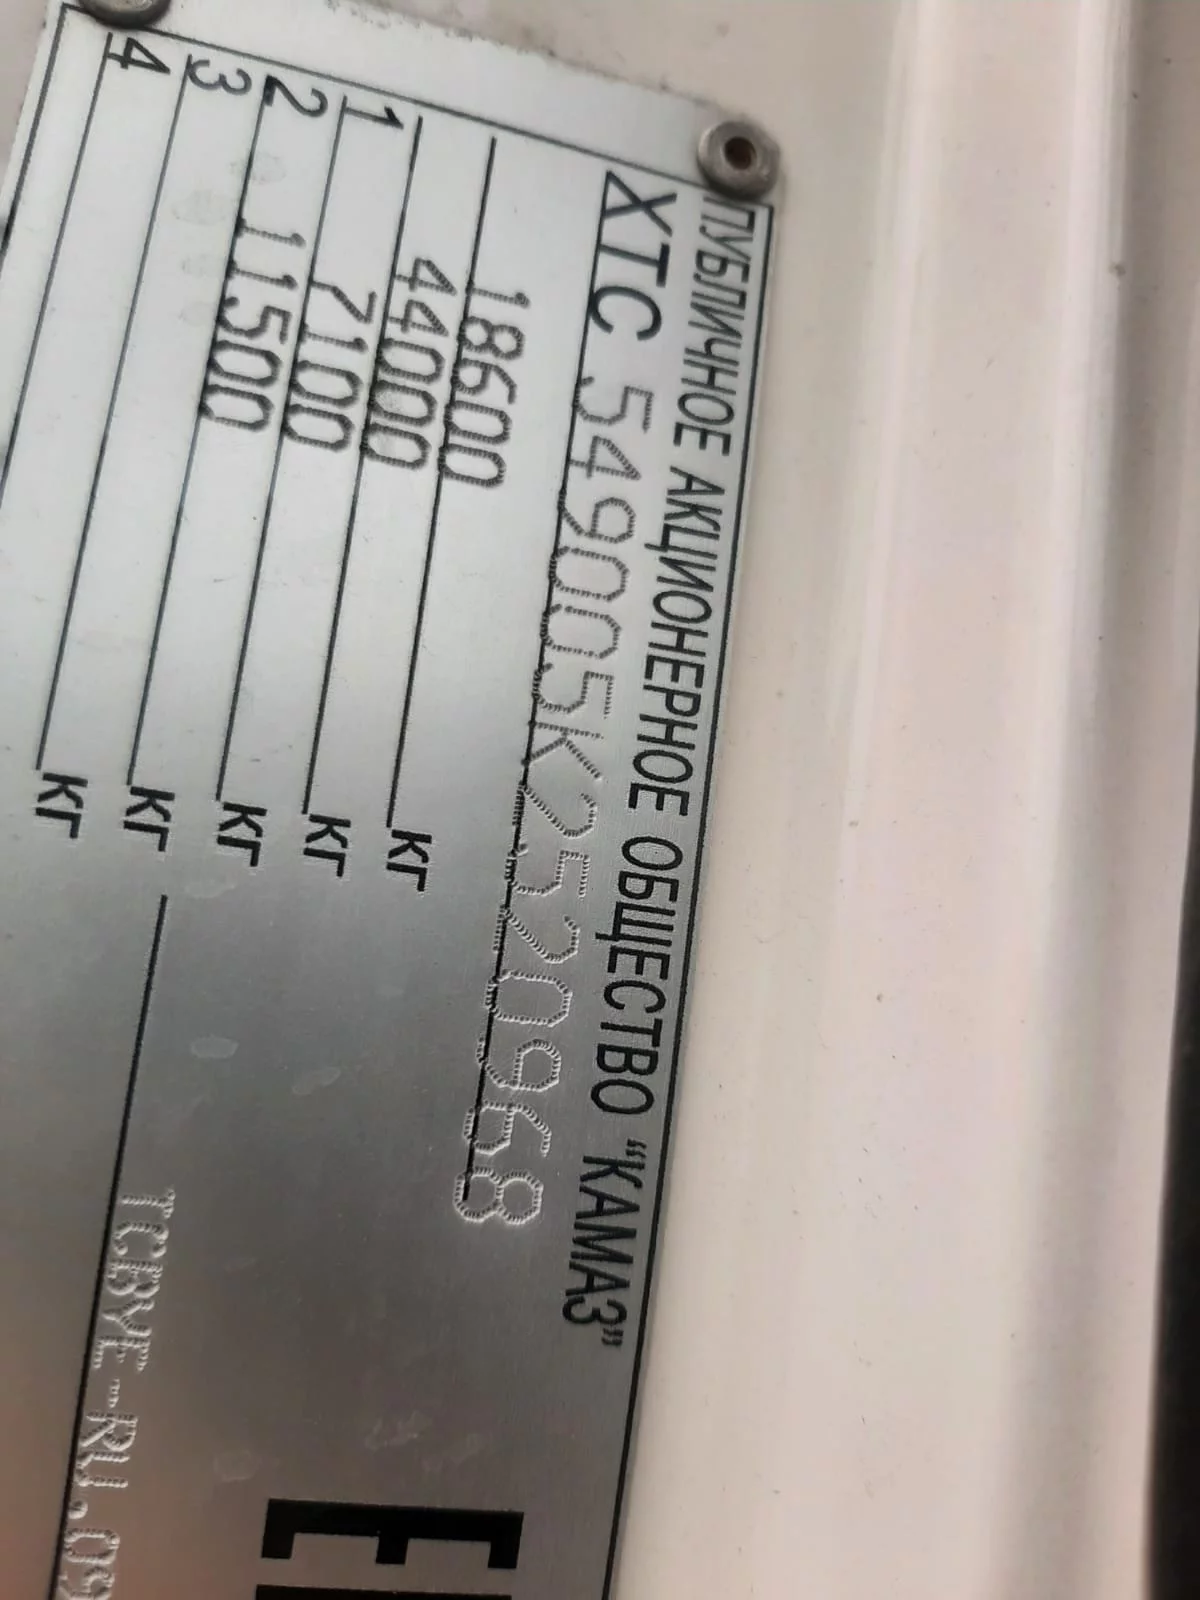 ПУБЛИЧНОЕ АКЦИОНЕРНОЕ ОБЩЕСТВО "КАМАЗ"
XTC 549005K2520968
18600 кг
44000 кг
1 7100 кг
2 11500 кг
3 кг
4
TCBYE-RU.09